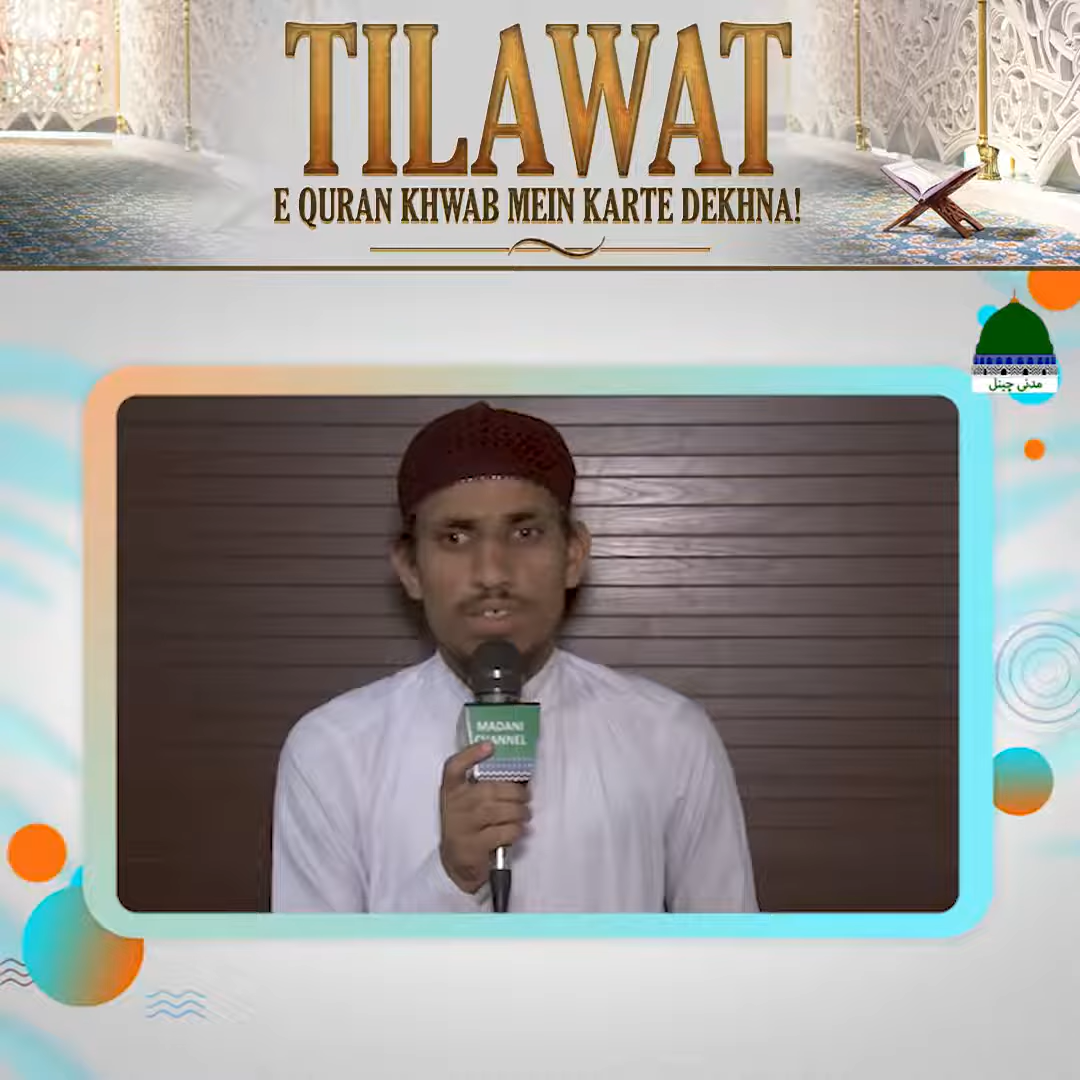 TILAWAT
E QURAN KHWAB MEIN KARTE DEKHNA!
مدنی چینل
MADANI
CHANNEL